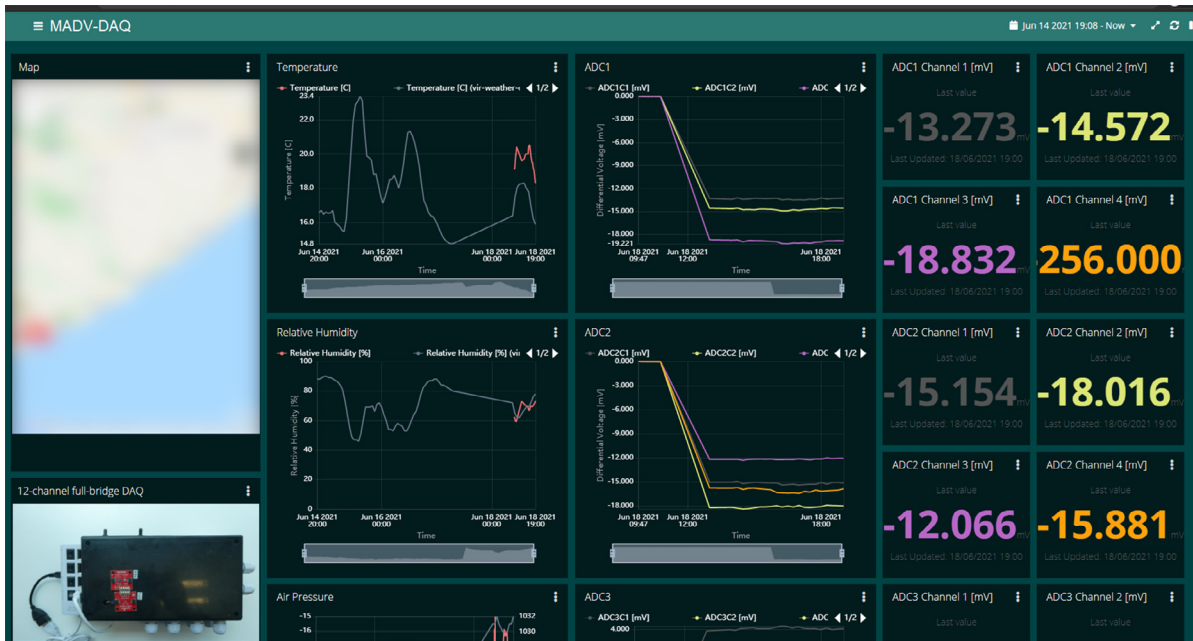 ≡ MADV-DAQ
Jun 14 2021 19:08 - Now
Map
12-channel full-bridge DAQ
Temperature
Temperature [C]
Temperature [C] (vir-weather-s
1/2
Temperature [C]
23.4
22.0
20.0
18.0
16.0
14.8
Jun 14 2021 20:00
Jun 16 2021 00:00
Jun 18 2021 00:00
Jun 18 2021 19:00
Time
Relative Humidity
Relative Humidity [%]
Relative Humidity [%] (vir
1/2
Relative Humidity [%]
100
80
60
40
20
0
Jun 14 2021 20:00
Jun 16 2021 00:00
Jun 18 2021 00:00
Jun 18 2021 19:00
Time
Air Pressure
-15
-16
1032
1030
ADC1
ADC1C1 [mV]
ADC1C2 [mV]
ADC
1/2
Differential Voltage [mV]
0.000
-3.000
-6.000
-9.000
-12.000
-15.000
-18.000
-19.221
Jun 18 2021 09:47
Jun 18 2021 12:00
Jun 18 2021 18:00
Time
ADC2
ADC2C1 [mV]
ADC2C2 [mV]
ADC
1/2
Differential Voltage [mV]
0.000
-3.000
-6.000
-9.000
-12.000
-15.000
-18.000
Jun 18 2021 09:47
Jun 18 2021 12:00
Jun 18 2021 18:00
Time
ADC3
ADC3C1 [mV]
ADC3C2 [mV]
ADC
1/2
4.000
ADC1 Channel 1 [mV]
Last value
-13.273 mv
Last Updated: 18/06/2021 19:00
ADC1 Channel 2 [mV]
Last value
-14.572 mv
Last Updated: 18/06/2021 19:00
ADC1 Channel 3 [mV]
Last value
-18.832 mv
Last Updated: 18/06/2021 19:00
ADC1 Channel 4 [mV]
Last value
-256.000
Last Updated: 18/06/2021 19:00
ADC2 Channel 1 [mV]
Last value
-15.154 mv
Last Updated: 18/06/2021 19:00
ADC2 Channel 2 [mV]
Last value
-18.016 mv
Last Updated: 18/06/2021 19:00
ADC2 Channel 3 [mV]
Last value
-12.066 mv
Last Updated: 18/06/2021 19:00
ADC2 Channel 4 [mV]
Last value
-15.881 mv
Last Updated: 18/06/2021 19:00
ADC3 Channel 1 [mV]
Last value
ADC3 Channel 2 [mV]
Last value